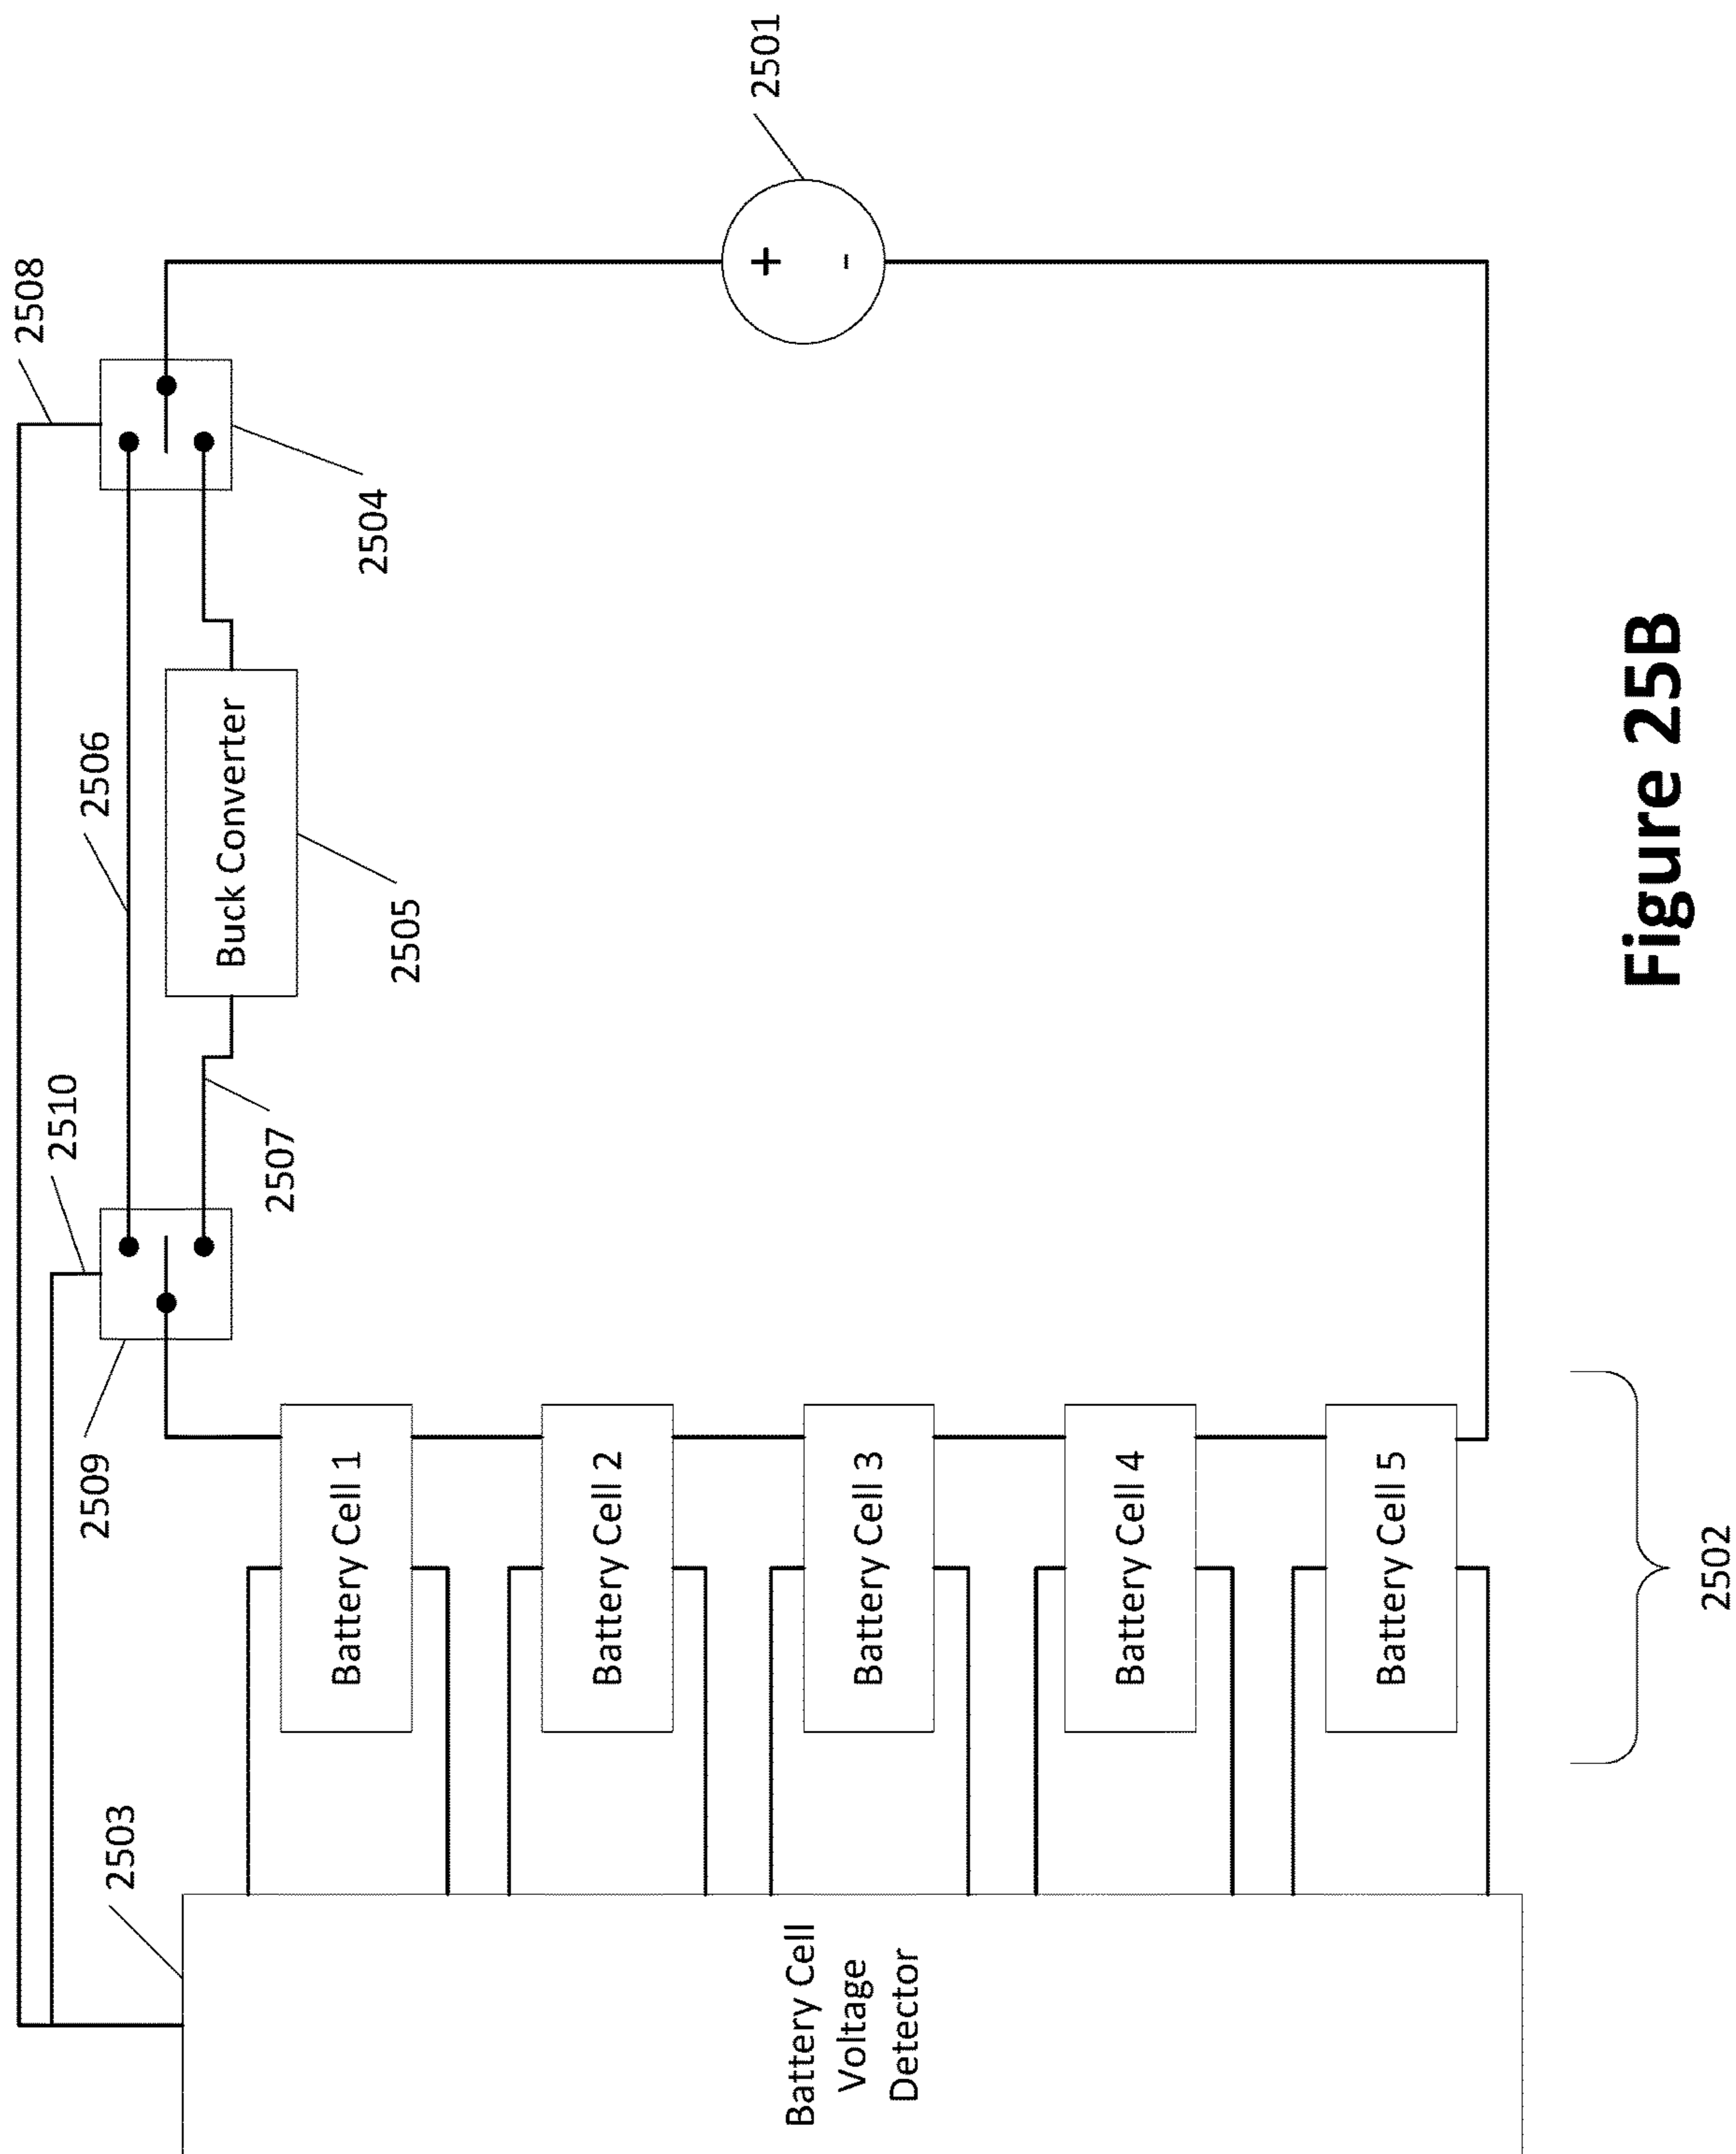 2508
2501
2506
2510
2504
Buck Converter
2505
2507
2509
2503
Battery Cell 1
Battery Cell 2
Battery Cell 3
Battery Cell 4
Battery Cell 5
+
-
Battery Cell
Voltage
Detector
2502
Figure 25B